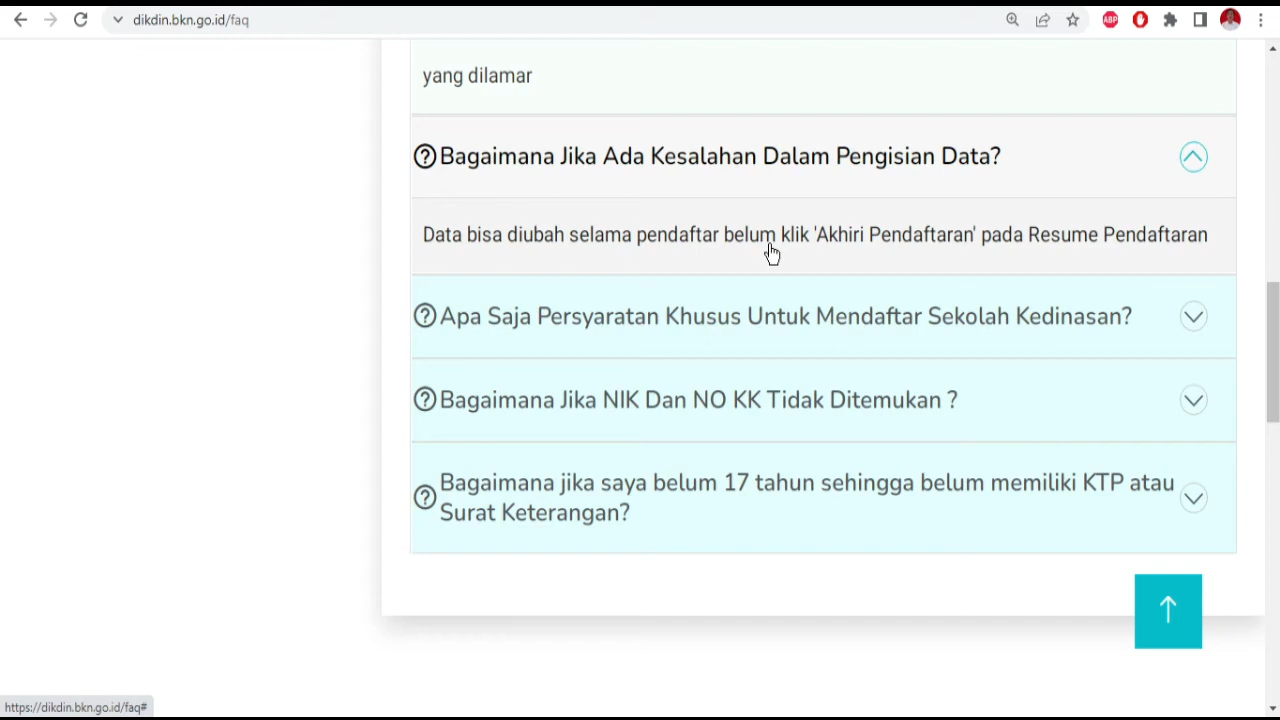 dikdin.bkn.go.id/faq
ABP
yang dilamar
Bagaimana Jika Ada Kesalahan Dalam Pengisian Data?
Data bisa diubah selama pendaftar belum klik 'Akhiri Pendaftaran' pada Resume Pendaftaran
Apa Saja Persyaratan Khusus Untuk Mendaftar Sekolah Kedinasan?
Bagaimana Jika NIK Dan NO KK Tidak Ditemukan ?
Bagaimana jika saya belum 17 tahun sehingga belum memiliki KTP atau
Surat Keterangan?
https://dikdin.bkn.go.id/faq#